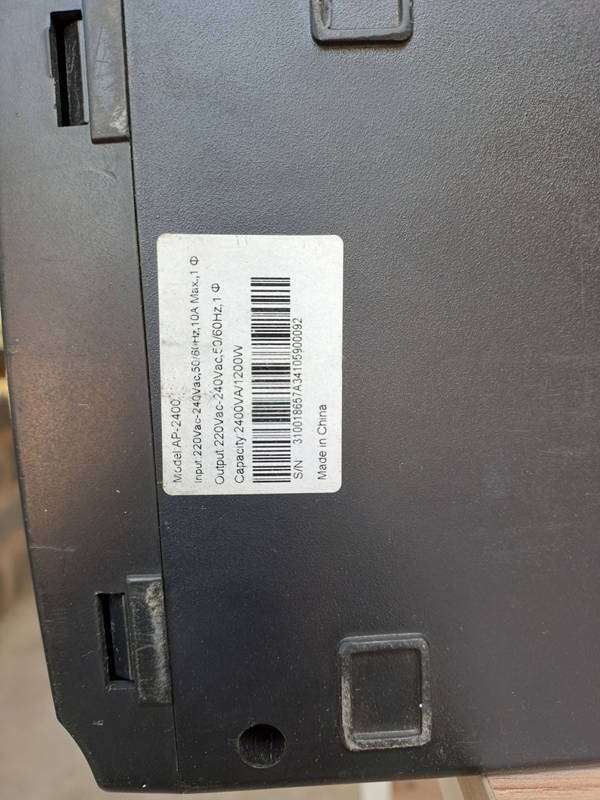 Model AP-2400
Input 220Vac-240Vac,50/60Hz,10A Max.,1 Φ
Output 220Vac-240Vac,50/60Hz,1 Φ
Capacity 2400VA/1200W
S/N 310018657A34105900092
Made in China